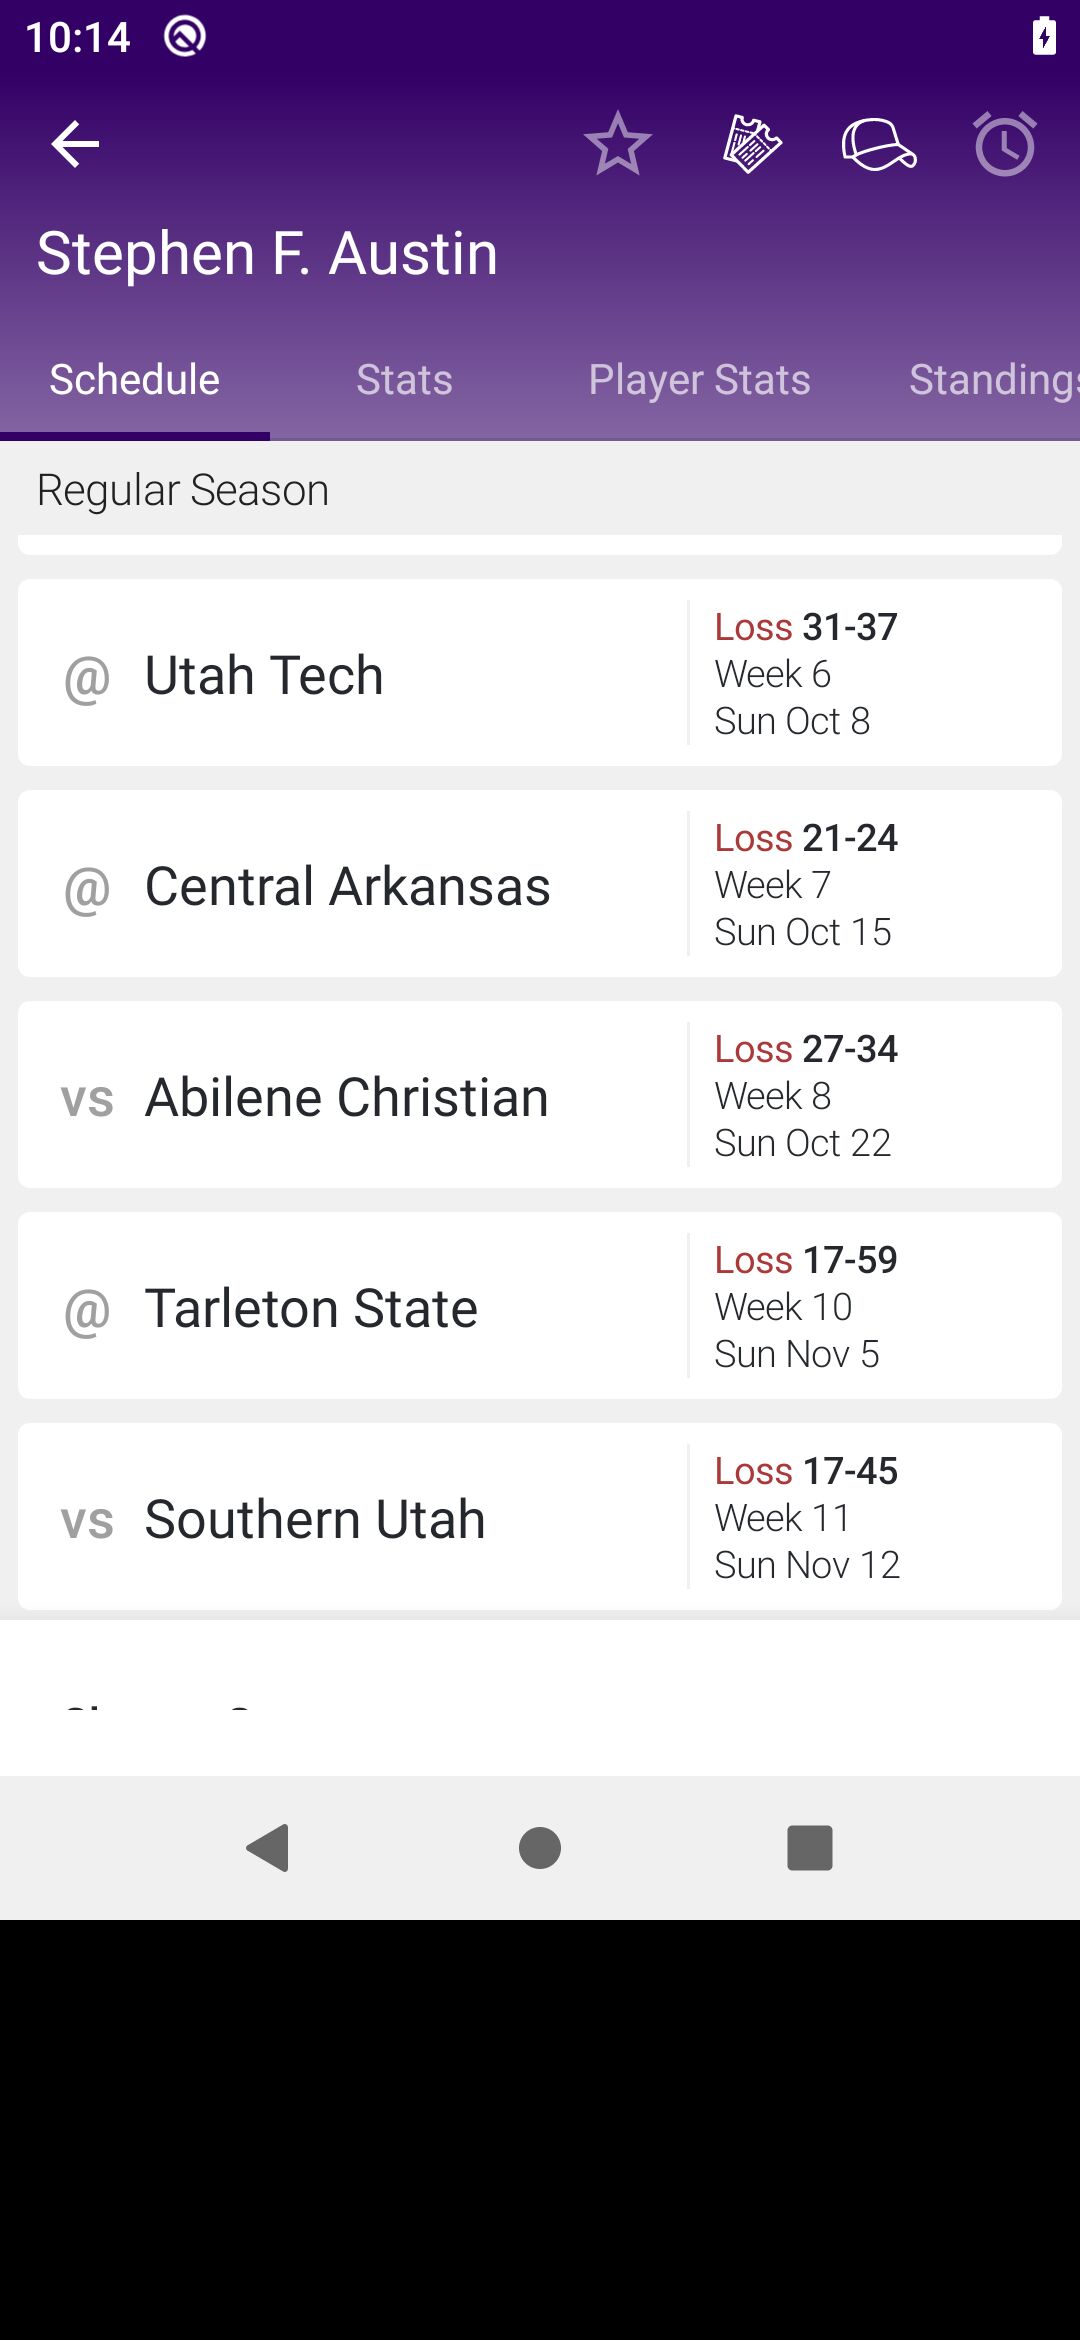 10:14
Stephen F. Austin
Schedule Stats Player Stats Standings
Regular Season
@ Utah Tech
Loss 31-37
Week 6
Sun Oct 8
@ Central Arkansas
Loss 21-24
Week 7
Sun Oct 15
vs Abilene Christian
Loss 27-34
Week 8
Sun Oct 22
@ Tarleton State
Loss 17-59
Week 10
Sun Nov 5
vs Southern Utah
Loss 17-45
Week 11
Sun Nov 12